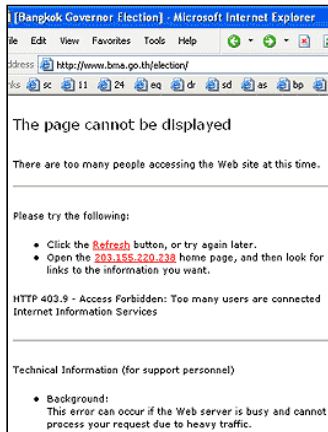 [Bangkok Governor Election] - Microsoft Internet Explorer
ile Edit View Favorites Tools Help
ddress http://www.bma.go.th/election/
ks sc 11 24 eq dr sd as bp
The page cannot be displayed
There are too many people accessing the Web site at this time.
Please try the following:
• Click the Refresh button, or try again later.
• Open the 203.155.220.238 home page, and then look for
links to the information you want.
HTTP 403.9 - Access Forbidden: Too many users are connected
Internet Information Services
Technical Information (for support personnel)
• Background:
This error can occur if the Web server is busy and cannot
process your request due to heavy traffic.